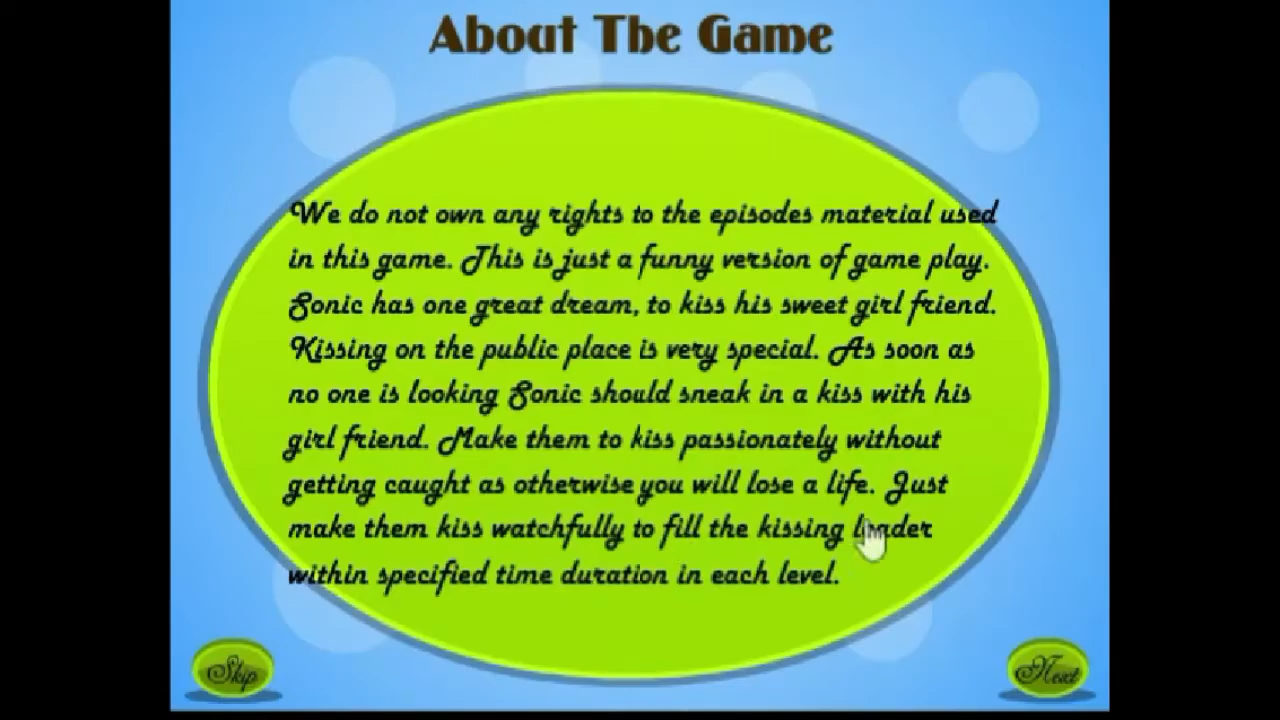 About The Game
We do not own any rights to the episodes material used
in this game. This is just a funny version of game play.
Sonic has one great dream, to kiss his sweet girl friend.
Kissing on the public place is very special. As soon as
no one is looking Sonic should sneak in a kiss with his
girl friend. Make them to kiss passionately without
getting caught as otherwise you will lose a life. Just
make them kiss watchfully to fill the kissing loader
within specified time duration in each level.
Skip
Next